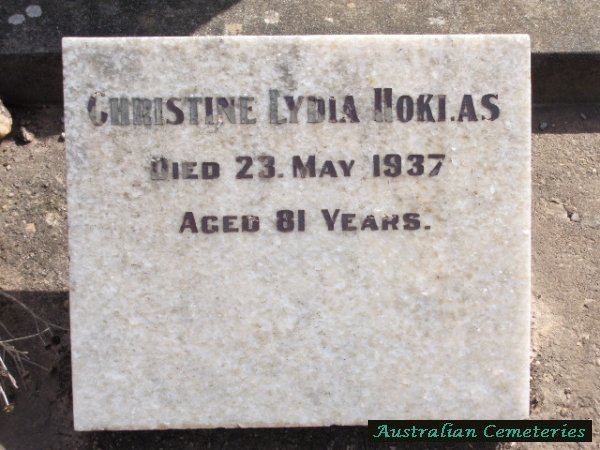 CHRISTINE LYDIA HOKLAS
DIED 23. MAY 1937
AGED 81 YEARS.
Australian Cemeteries